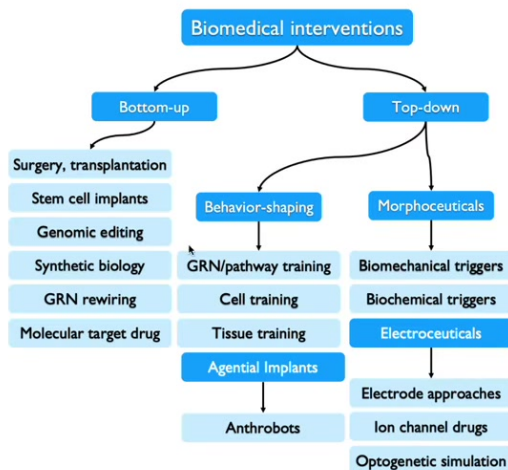 Biomedical interventions
Bottom-up
Top-down
Surgery, transplantation
Stem cell implants
Genomic editing
Synthetic biology
GRN rewiring
Molecular target drug
Behavior-shaping
GRN/pathway training
Cell training
Tissue training
Agential Implants
Anthrobots
Morphoceuticals
Biomechanical triggers
Biochemical triggers
Electroceuticals
Electrode approaches
Ion channel drugs
Optogenetic simulation